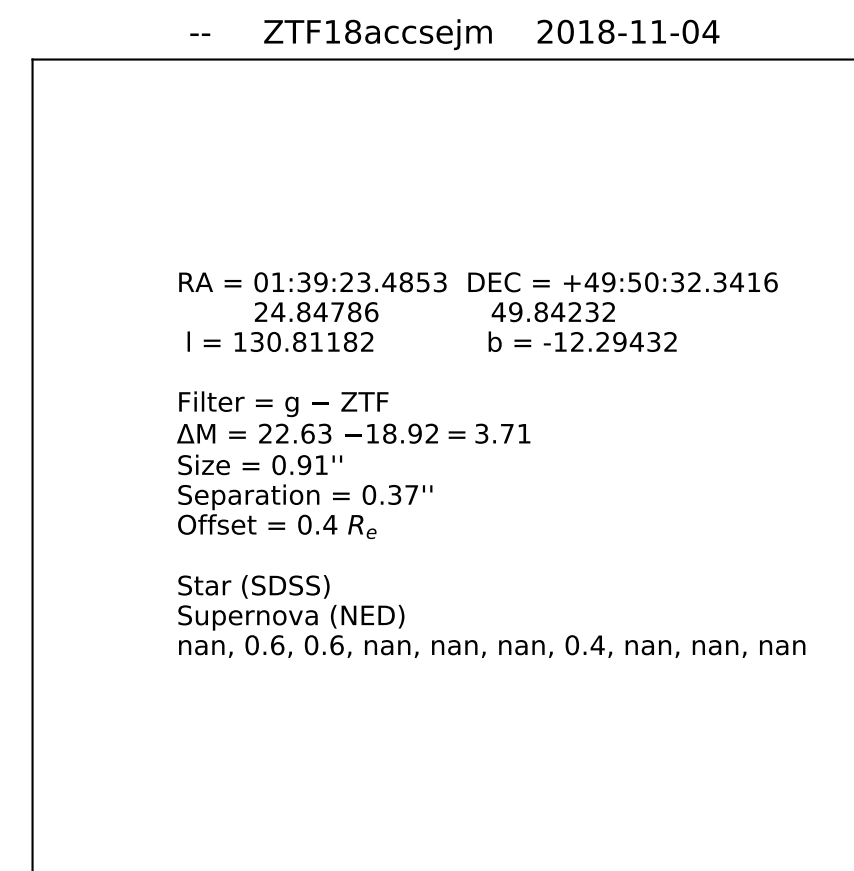 -- ZTF18accsejm 2018-11-04
RA = 01:39:23.4853 DEC = +49:50:32.3416
24.84786 49.84232
l = 130.81182 b = -12.29432
Filter = g − ZTF
ΔM = 22.63 −18.92 = 3.71
Size = 0.91''
Separation = 0.37''
Offset = 0.4 Rₑ
Star (SDSS)
Supernova (NED)
nan, 0.6, 0.6, nan, nan, nan, 0.4, nan, nan, nan